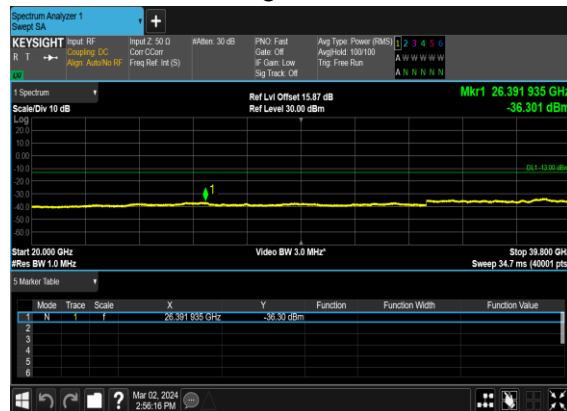 Spectrum Analyzer 1
Swept SA
+
KEYSIGHT Input: RF Input Z: 50 Ω #Atten: 30 dB PNO: Fast Avg Type: Power (RMS) 1 2 3 4 5 6
R T Coupling: DC Corr CCorr Gate: Off Avg|Hold: 100/100 A W W W W W
Align: Auto/No RF Freq Ref: Int (S) IF Gain: Low Trig: Free Run
Sig Track: Off A N N N N N
LXI
1 Spectrum Ref Lvl Offset 15.87 dB Mkr1 26.391 935 GHz
Scale/Div 10 dB Ref Level 30.00 dBm -36.301 dBm
Log
20.0
10.0
0.00
-10.0
DL1 -13.00 dBm
-20.0
1
-30.0
-40.0
-50.0
-60.0
Start 20.000 GHz Video BW 3.0 MHz* Stop 39.800 GHz
#Res BW 1.0 MHz Sweep 34.7 ms (40001 pts)
5 Marker Table
Mode Trace Scale X Y Function Function Width Function Value
1 N 1 f 26.391 935 GHz -36.30 dBm
2
3
4
5
6
? Mar 02, 2024
2:56:16 PM